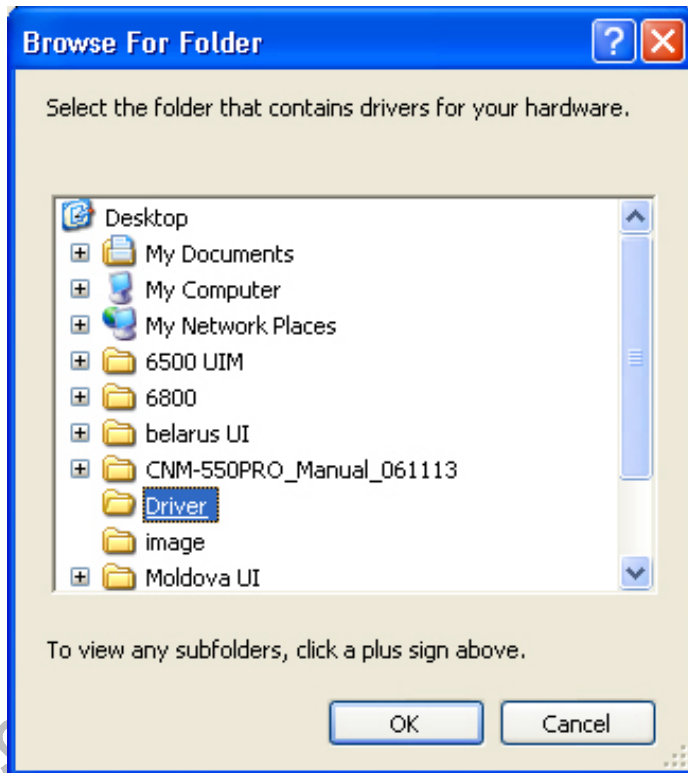 Browse For Folder
Select the folder that contains drivers for your hardware.
Desktop
My Documents
My Computer
My Network Places
6500 UIM
6800
belarus UI
CNM-550PRO_Manual_061113
Driver
image
Moldova UI
To view any subfolders, click a plus sign above.
OK Cancel